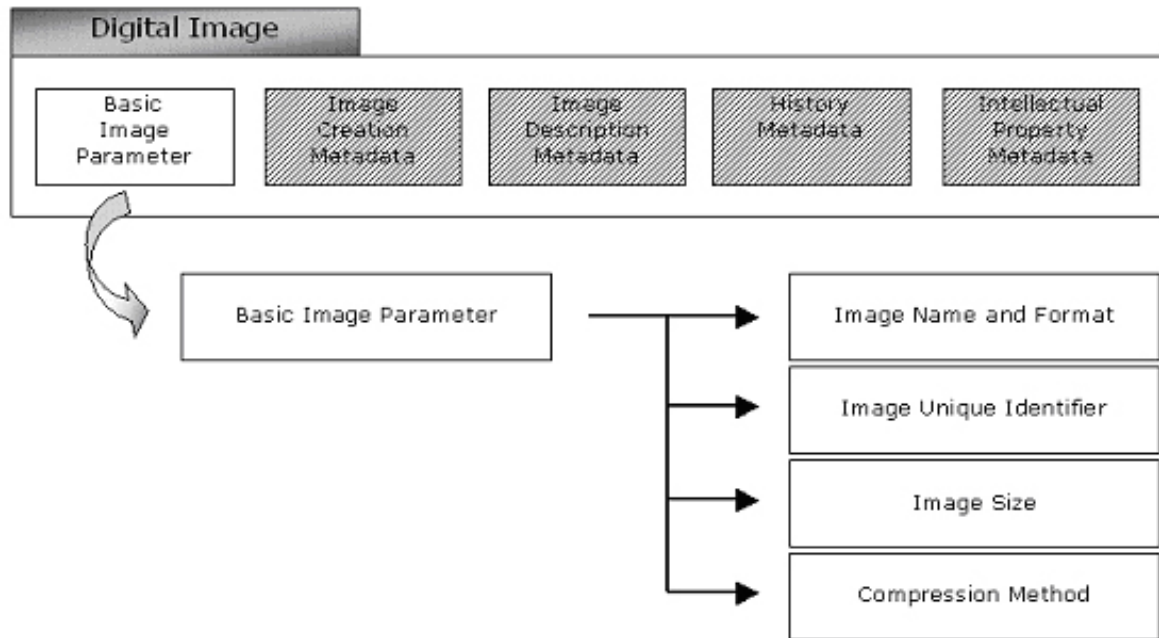 Digital Image
Basic
Image
Parameter
Image
Creation
Metadata
Image
Description
Metadata
History
Metadata
Intellectual
Property
Metadata
Basic Image Parameter
Image Name and Format
Image Unique Identifier
Image Size
Compression Method